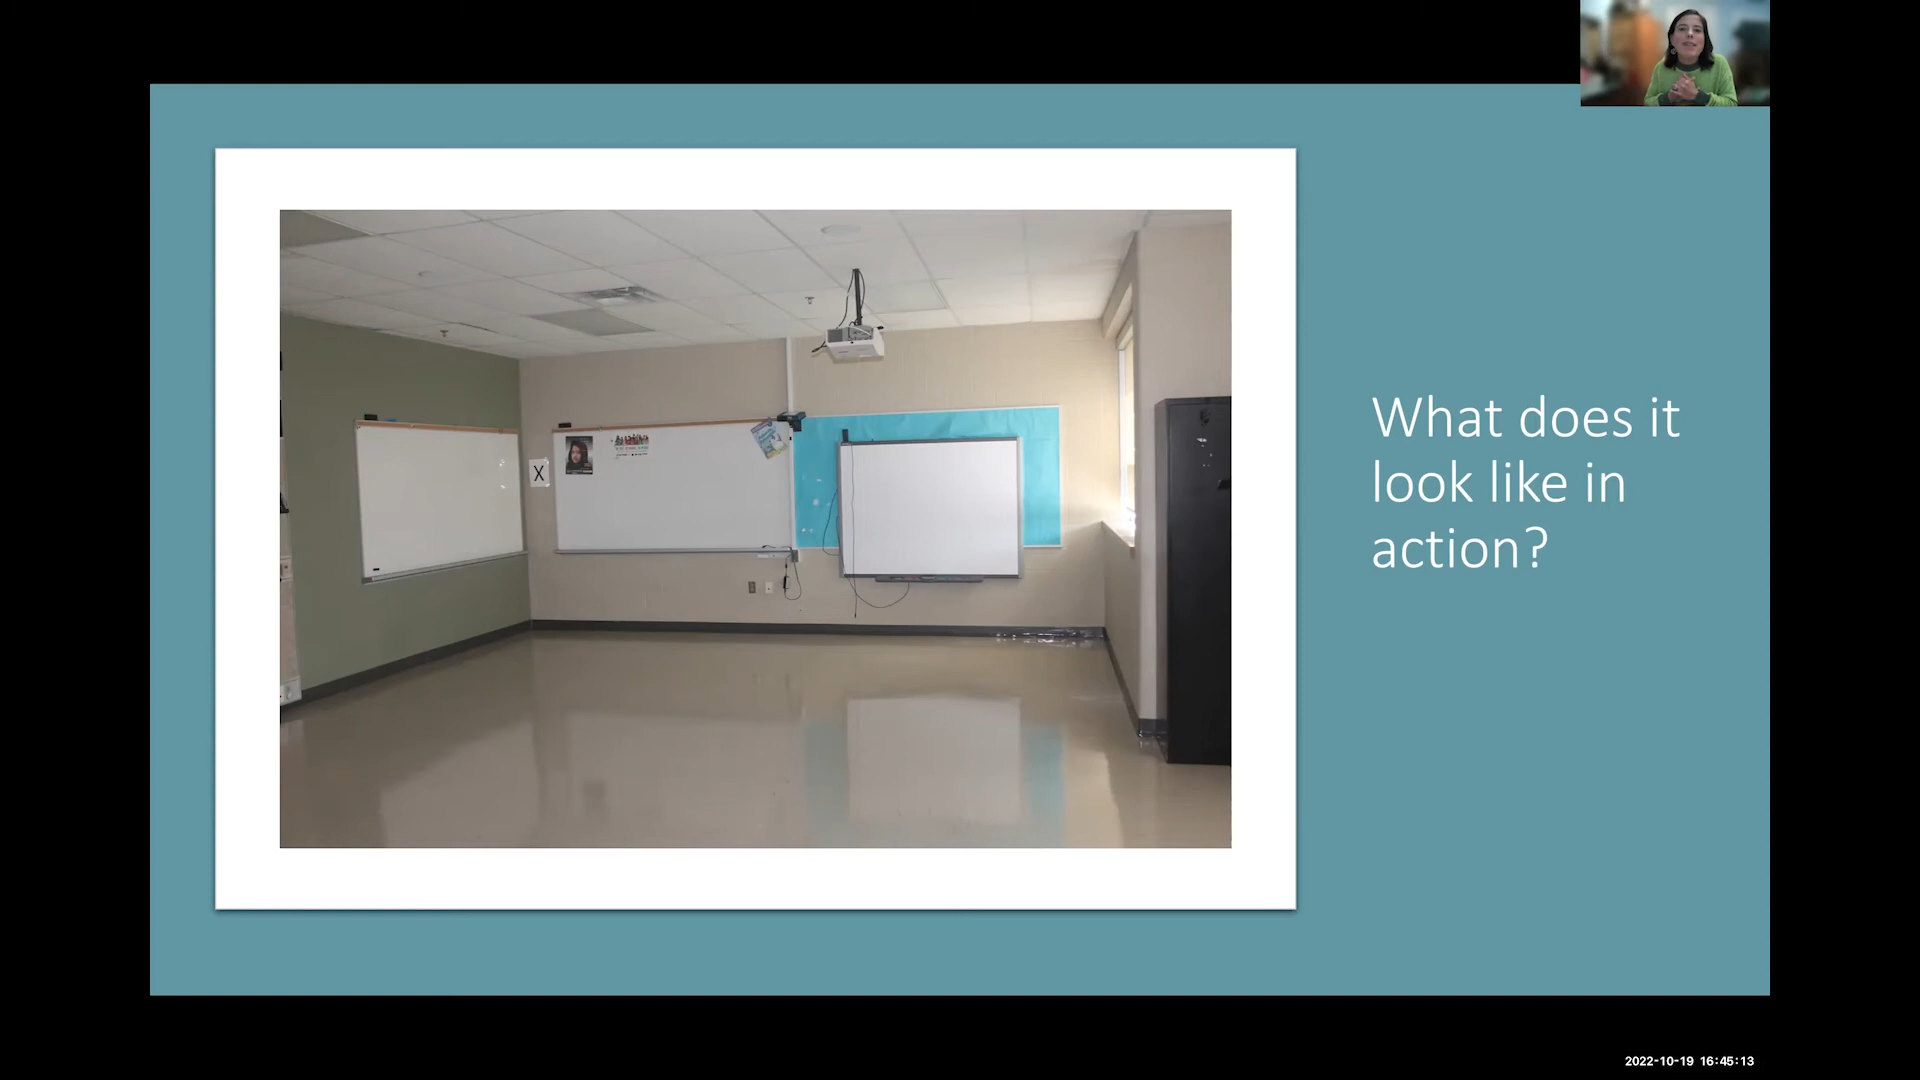 X
What does it
look like in
action?
2022-10-19 16:45:13